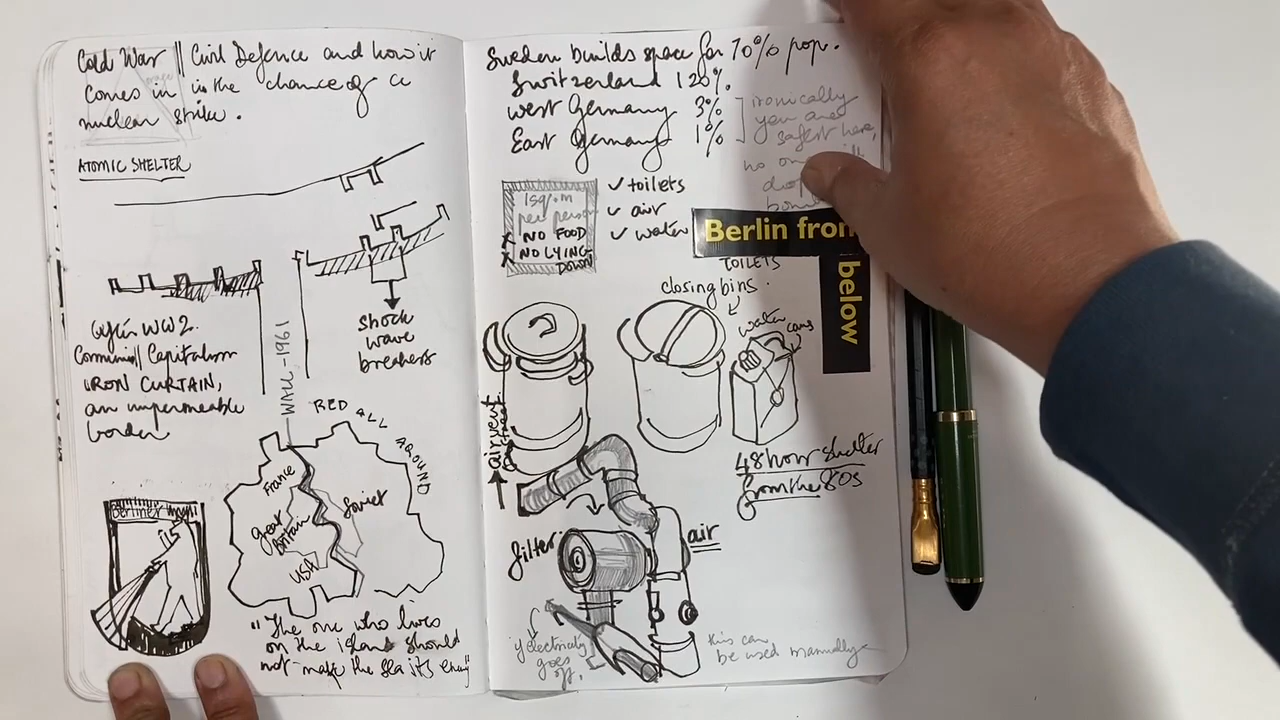 Cold War || Civil Defence and how it
comes in in the chance of a
nuclear strike.
ATOMIC SHELTER
shock
wave
breakers
after WW2.
Communism || Capitalism
IRON CURTAIN,
an impermeable
border
WALL-1961
RED ALL AROUND
France
Great
Britain
USA
Soviet
Berliner
"The one who lives
on the island should
not make the sea its enemy"
Sweden builds space for 70% pop.
Switzerland 120%
West Germany 3%
East Germany 1%
ironically
you are
safest here,
no one
drop
bomb
1sq.m
per person
NO FOOD
NO LYING
DOWN
✓ toilets
✓ air
✓ water
Berlin from
below
TOILETS
closing bins.
water
cans
48 hour shelter
from the 80s
air vent
filter.
air
if electricity
goes
off.
this can
be used manually